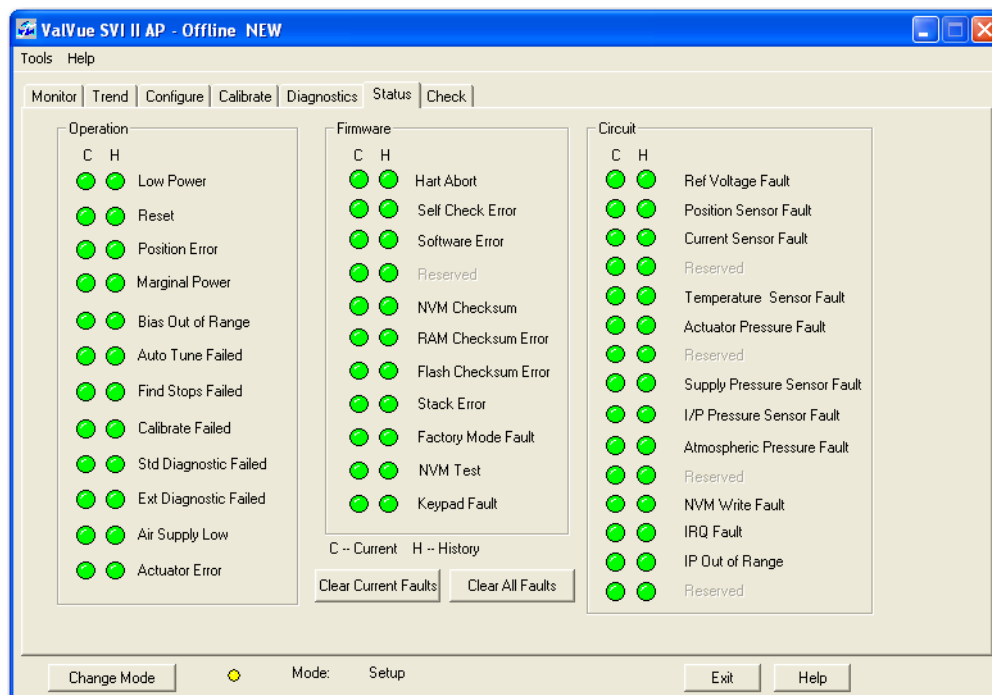 ValVue SVI II AP - Offline  NEW
Tools Help
Monitor Trend Configure Calibrate Diagnostics Status Check
Operation
C H
Low Power
Reset
Position Error
Marginal Power
Bias Out of Range
Auto Tune Failed
Find Stops Failed
Calibrate Failed
Std Diagnostic Failed
Ext Diagnostic Failed
Air Supply Low
Actuator Error
Firmware
C H
Hart Abort
Self Check Error
Software Error
Reserved
NVM Checksum
RAM Checksum Error
Flash Checksum Error
Stack Error
Factory Mode Fault
NVM Test
Keypad Fault
C -- Current H -- History
Clear Current Faults Clear All Faults
Circuit
C H
Ref Voltage Fault
Position Sensor Fault
Current Sensor Fault
Reserved
Temperature  Sensor Fault
Actuator Pressure Fault
Reserved
Supply Pressure Sensor Fault
I/P Pressure Sensor Fault
Atmospheric Pressure Fault
Reserved
NVM Write Fault
IRQ Fault
IP Out of Range
Reserved
Change Mode Mode: Setup Exit Help